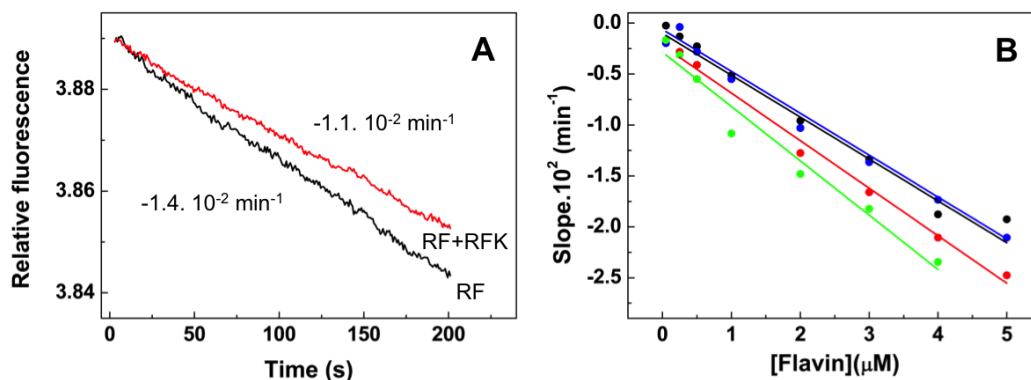 A
Relative fluorescence
3.88
3.86
3.84
-1.1. 10⁻² min⁻¹
-1.4. 10⁻² min⁻¹
RF+RFK
RF
0 50 100 150 200 250
Time (s)
B
Slope.10² (min⁻¹)
0.0
-0.5
-1.0
-1.5
-2.0
-2.5
0 1 2 3 4 5
[Flavin](μM)